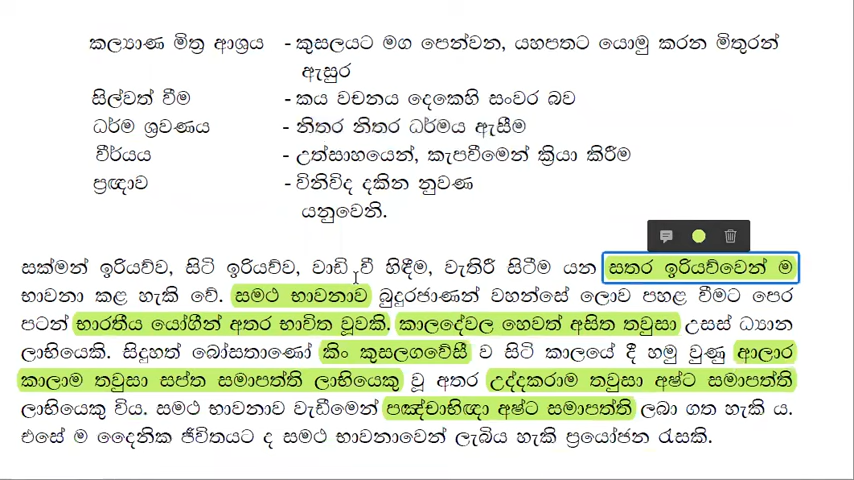 කල්‍යාණ මිත්‍ර ආශ්‍රය - කුසලයට මග පෙන්වන, යහපතට යොමු කරන මිතුරන්
ඇසුර
සිල්වත් වීම - කය වචනය දෙකෙහි සංවර බව
ධර්ම ශ්‍රවණය - නිතර නිතර ධර්මය ඇසීම
වීර්යය - උත්සාහයෙන්, කැපවීමෙන් ක්‍රියා කිරීම
ප්‍රඥාව - විනිවිද දකින නුවණ
යනුවෙනි.
සක්මන් ඉරියව්ව, සිටි ඉරියව්ව, වාඩි වී හිඳීම, වැතිරී සිටීම යන සතර ඉරියව්වෙන් ම
භාවනා කළ හැකි වේ. සමථ භාවනාව බුදුරජාණන් වහන්සේ ලොව පහළ වීමට පෙර
පටන් භාරතීය යෝගීන් අතර භාවිත වූවකි. කාලදේවල හෙවත් අසිත තවුසා උසස් ධ්‍යාන
ලාභියෙකි. සිදුහත් බෝසතාණෝ කිං කුසලගවේසී ව සිටි කාලයේ දී හමු වුණු ආලාර
කාලාම තවුසා සප්ත සමාපත්ති ලාභියෙකු වූ අතර උද්දකරාම තවුසා අෂ්ට සමාපත්ති
ලාභියෙකු විය. සමථ භාවනාව වැඩීමෙන් පඤ්චාභිඥා අෂ්ට සමාපත්ති ලබා ගත හැකි ය.
එසේ ම දෛනික ජීවිතයට ද සමථ භාවනාවෙන් ලැබිය හැකි ප්‍රයෝජන රැසකි.